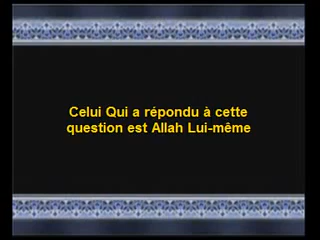 Celui Qui a répondu à cette
question est Allah Lui-même